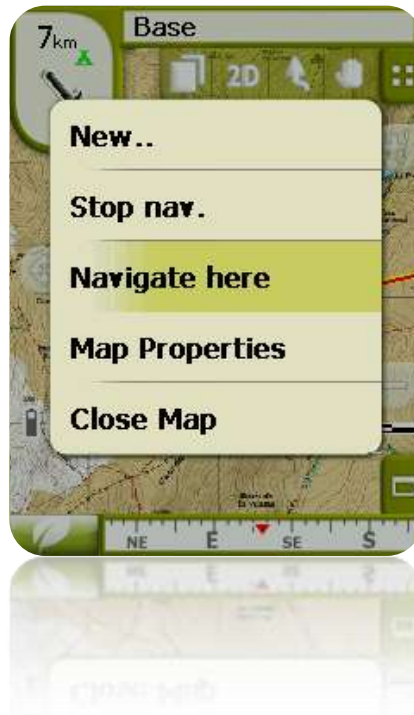 7km
Base
2D
New..
Stop nav.
Navigate here
Map Properties
Close Map
NE E SE S